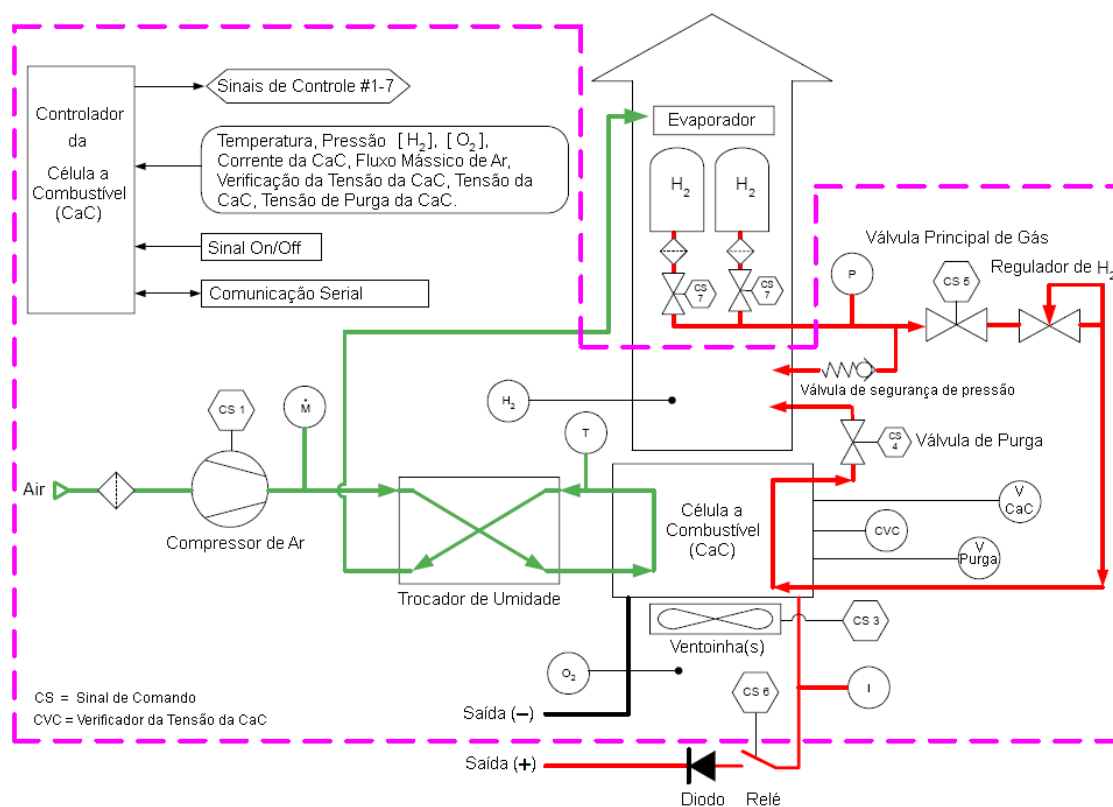 Controlador
da
Célula a
Combustível
(CaC)
Sinais de Controle #1-7
Temperatura, Pressão [H2], [O2],
Corrente da CaC, Fluxo Mássico de Ar,
Verificação da Tensão da CaC, Tensão da
CaC, Tensão de Purga da CaC.
Sinal On/Off
Comunicação Serial
Evaporador
H2
H2
CS
7
CS
7
P
Válvula Principal de Gás
CS 5
Regulador de H2
Válvula de segurança de pressão
H2
CS
4
Válvula de Purga
CS 1
Ṁ
T
Air
Compressor de Ar
Trocador de Umidade
Célula a
Combustível
(CaC)
V
CaC
CVC
V
Purga
Ventoinha(s)
CS 3
O2
CS 6
I
CS = Sinal de Comando
CVC = Verificador da Tensão da CaC
Saída (−)
Saída (+)
Diodo
Relé